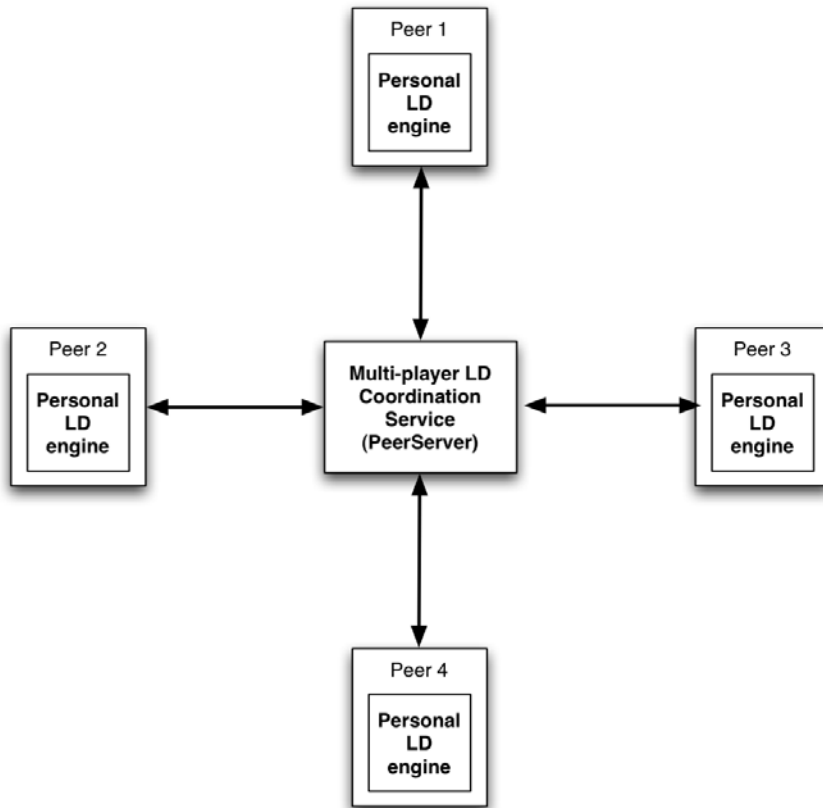 Peer 1
Personal
LD
engine
Peer 2
Personal
LD
engine
Multi-player LD
Coordination
Service
(PeerServer)
Peer 3
Personal
LD
engine
Peer 4
Personal
LD
engine